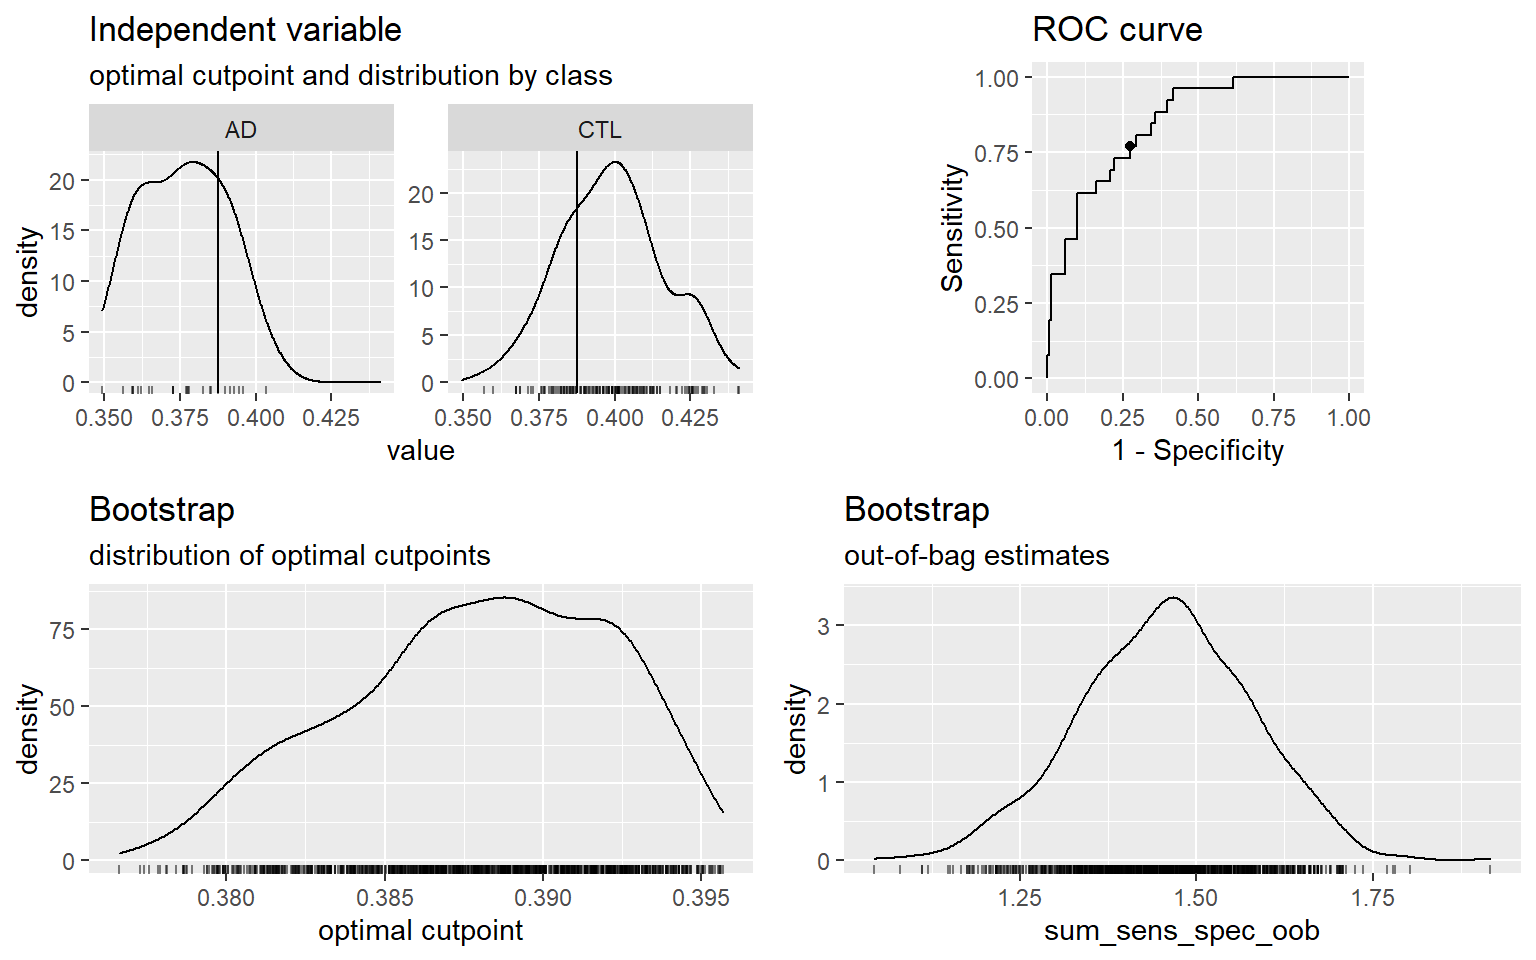 Independent variable
optimal cutpoint and distribution by class
AD
CTL
density
20
15
10
5
0
20
15
10
5
0
0.350 0.375 0.400 0.425
0.350 0.375 0.400 0.425
value
ROC curve
Sensitivity
1.00
0.75
0.50
0.25
0.00
0.00 0.25 0.50 0.75 1.00
1 - Specificity
Bootstrap
distribution of optimal cutpoints
density
75
50
25
0
0.380 0.385 0.390 0.395
optimal cutpoint
Bootstrap
out-of-bag estimates
density
3
2
1
0
1.25 1.50 1.75
sum_sens_spec_oob